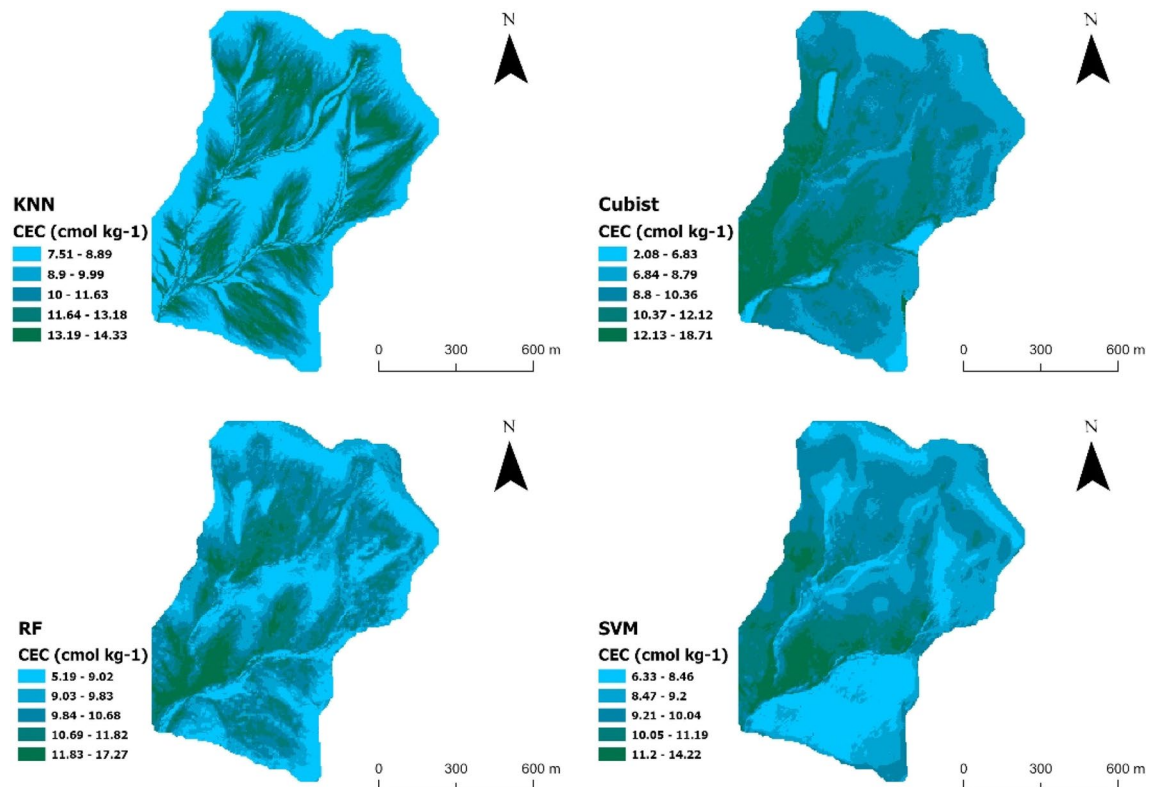 N
KNN
CEC (cmol kg-1)
7.51 - 8.89
8.9 - 9.99
10 - 11.63
11.64 - 13.18
13.19 - 14.33
0 300 600 m
N
Cubist
CEC (cmol kg-1)
2.08 - 6.83
6.84 - 8.79
8.8 - 10.36
10.37 - 12.12
12.13 - 18.71
0 300 600 m
N
RF
CEC (cmol kg-1)
5.19 - 9.02
9.03 - 9.83
9.84 - 10.68
10.69 - 11.82
11.83 - 17.27
0 300 600 m
N
SVM
CEC (cmol kg-1)
6.33 - 8.46
8.47 - 9.2
9.21 - 10.04
10.05 - 11.19
11.2 - 14.22
0 300 600 m